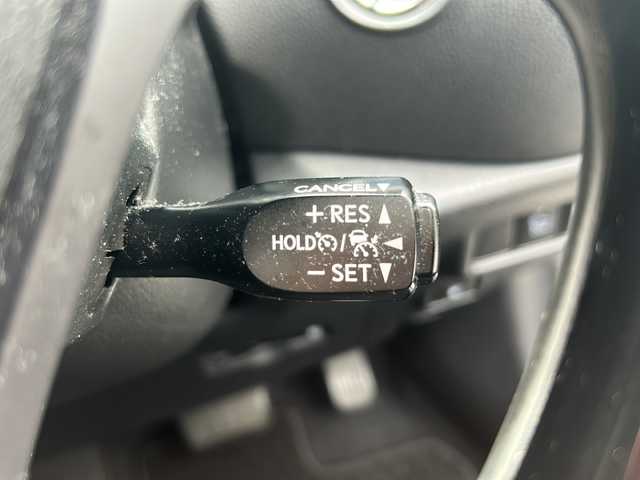 CANCEL▼
+ RES▲
HOLD / ◀
− SET▼